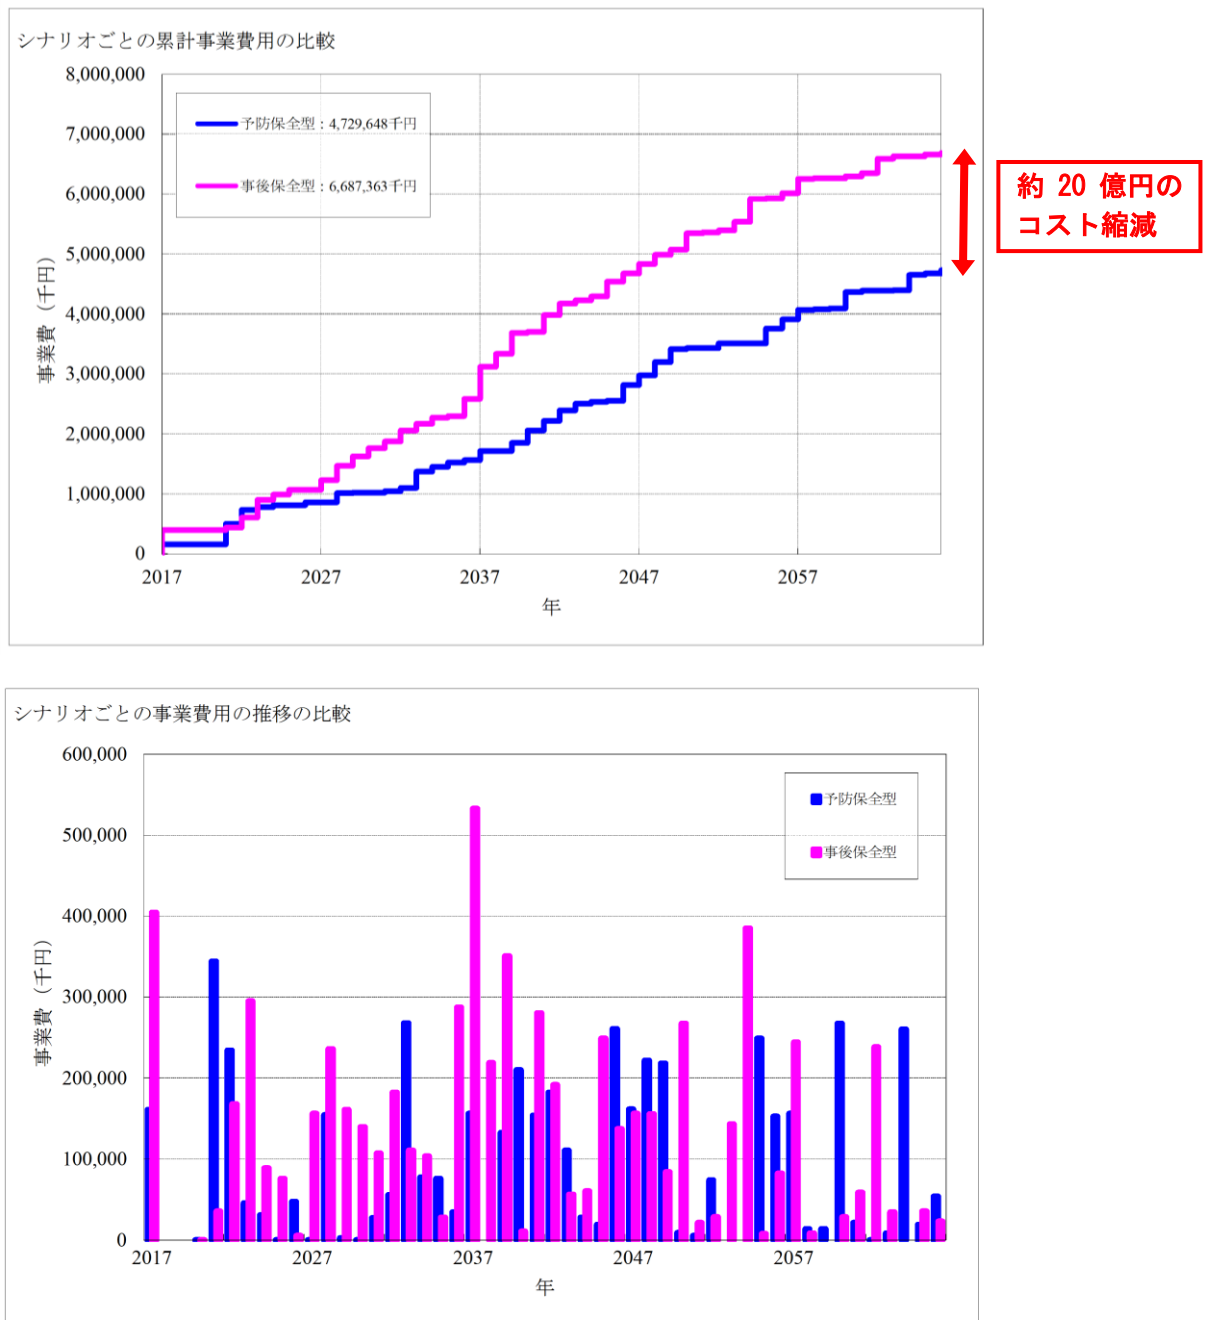 シナリオごとの累計事業費用の比較
8,000,000
7,000,000
6,000,000
5,000,000
4,000,000
3,000,000
2,000,000
1,000,000
0
事業費（千円）
予防保全型：4,729,648千円
事後保全型：6,687,363千円
2017 2027 2037 2047 2057
年
約 20 億円の
コスト縮減
シナリオごとの事業費用の推移の比較
600,000
500,000
400,000
300,000
200,000
100,000
0
事業費（千円）
予防保全型
事後保全型
2017 2027 2037 2047 2057
年